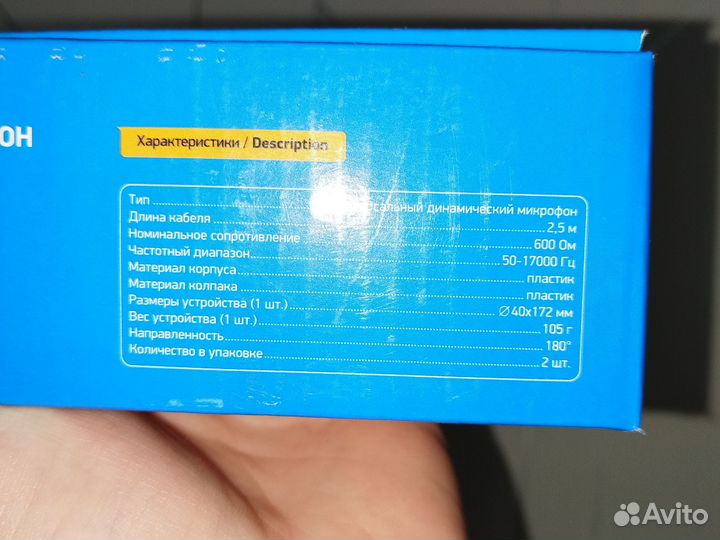 ОН
Характеристики / Description
Тип сальный динамический микрофон
Длина кабеля 2,5 м
Номинальное сопротивление 600 Ом
Частотный диапазон 50-17000 Гц
Материал корпуса пластик
Материал колпака пластик
Размеры устройства (1 шт.) Ø 40x172 мм
Вес устройства (1 шт.) 105 г
Направленность 180°
Количество в упаковке 2 шт.
Avito